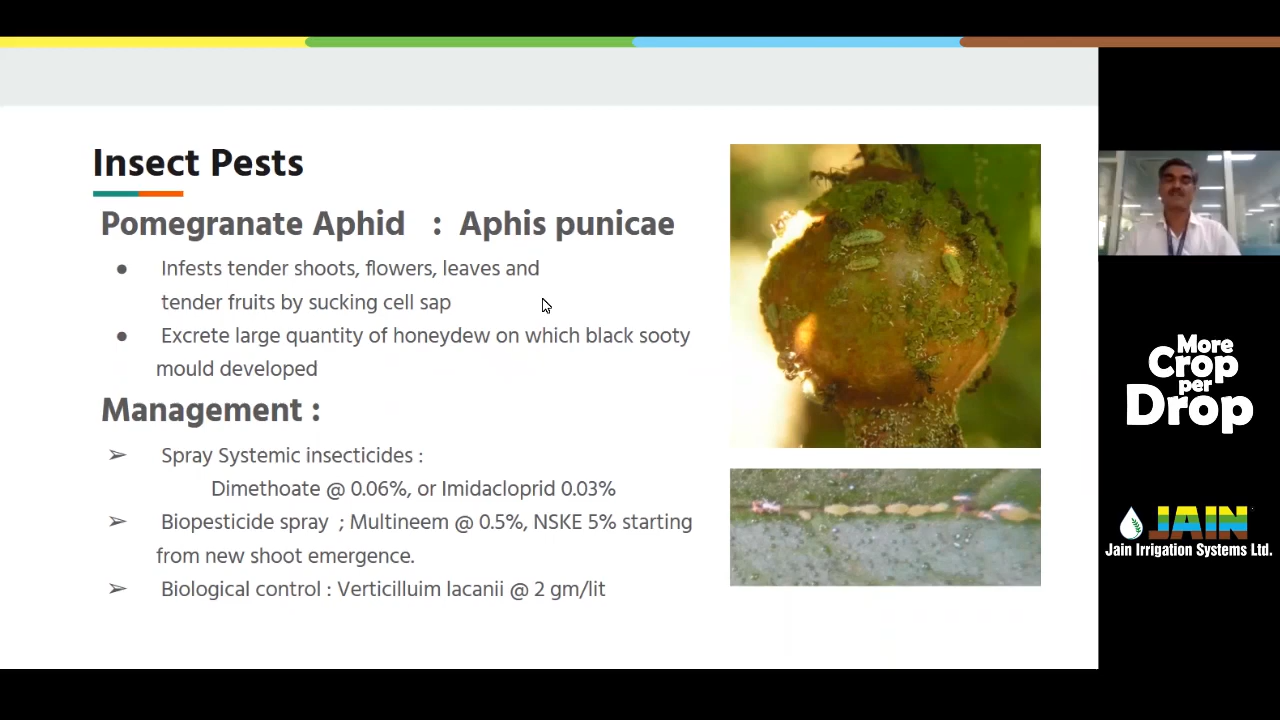 Insect Pests
Pomegranate Aphid : Aphis punicae
● Infests tender shoots, flowers, leaves and
tender fruits by sucking cell sap
● Excrete large quantity of honeydew on which black sooty
mould developed
Management :
➢ Spray Systemic insecticides :
Dimethoate @ 0.06%, or Imidacloprid 0.03%
➢ Biopesticide spray ; Multineem @ 0.5%, NSKE 5% starting
from new shoot emergence.
➢ Biological control : Verticilluim lacanii @ 2 gm/lit
More
Crop
per
Drop
JAIN
Jain Irrigation Systems Ltd.